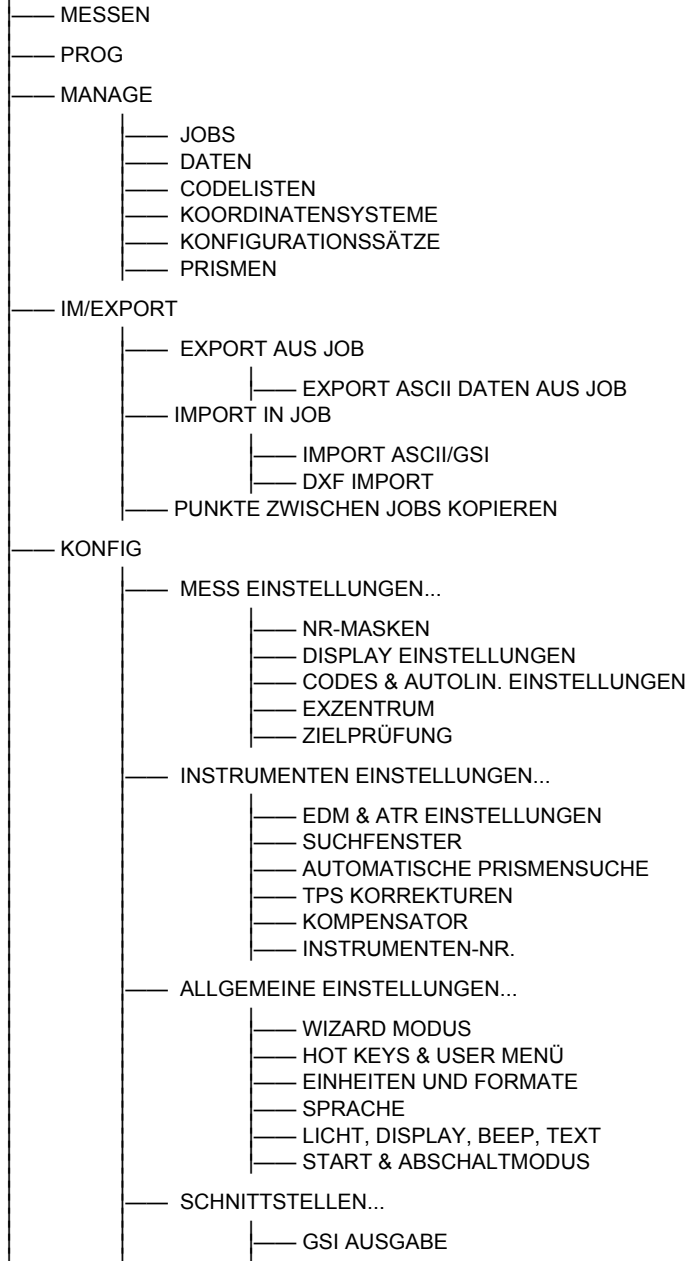 MESSEN
PROG
MANAGE
JOBS
DATEN
CODELISTEN
KOORDINATENSYSTEME
KONFIGURATIONSSÄTZE
PRISMEN
IM/EXPORT
EXPORT AUS JOB
EXPORT ASCII DATEN AUS JOB
IMPORT IN JOB
IMPORT ASCII/GSI
DXF IMPORT
PUNKTE ZWISCHEN JOBS KOPIEREN
KONFIG
MESS EINSTELLUNGEN...
NR-MASKEN
DISPLAY EINSTELLUNGEN
CODES & AUTOLIN. EINSTELLUNGEN
EXZENTRUM
ZIELPRÜFUNG
INSTRUMENTEN EINSTELLUNGEN...
EDM & ATR EINSTELLUNGEN
SUCHFENSTER
AUTOMATISCHE PRISMENSUCHE
TPS KORREKTUREN
KOMPENSATOR
INSTRUMENTEN-NR.
ALLGEMEINE EINSTELLUNGEN...
WIZARD MODUS
HOT KEYS & USER MENÜ
EINHEITEN UND FORMATE
SPRACHE
LICHT, DISPLAY, BEEP, TEXT
START & ABSCHALTMODUS
SCHNITTSTELLEN...
GSI AUSGABE